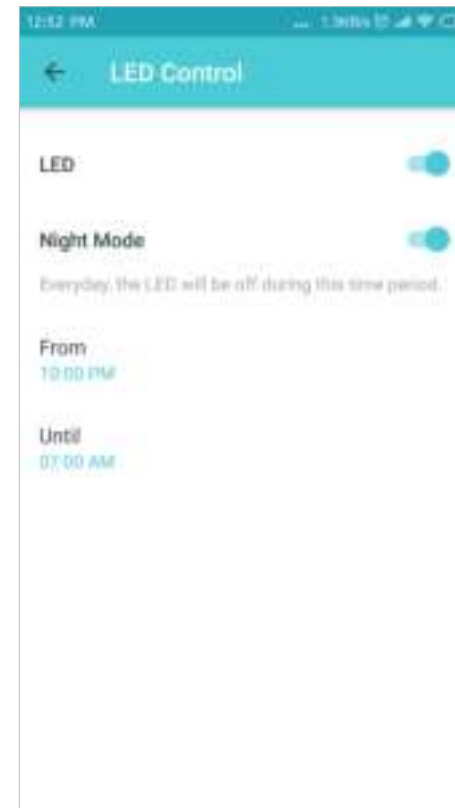 12:52 PM
LED Control
LED
Night Mode
Everyday, the LED will be off during this time period.
From
10:00 PM
Until
07:00 AM